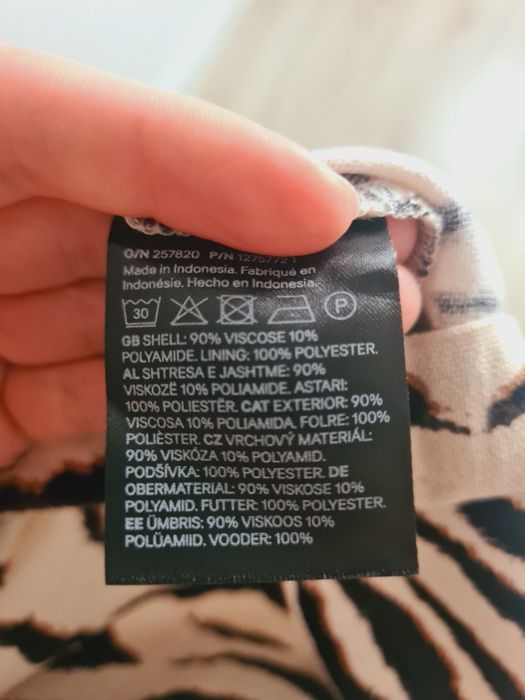 O/N 257820 P/N
Made in Indonesia. Fabriqué en
Indonésie. Hecho en Indonesia.
30 P
GB SHELL: 90% VISCOSE 10%
POLYAMIDE. LINING: 100% POLYESTER.
AL SHTRESA E JASHTME: 90%
VISKOZË 10% POLIAMIDE. ASTARI:
100% POLIESTËR. CAT EXTERIOR: 90%
VISCOSA 10% POLIAMIDA. FOLRE: 100%
POLIÈSTER. CZ VRCHOVÝ MATERIÁL:
90% VISKÓZA 10% POLYAMID.
PODŠÍVKA: 100% POLYESTER. DE
OBERMATERIAL: 90% VISKOSE 10%
POLYAMID. FUTTER: 100% POLYESTER.
EE ÜMBRIS: 90% VISKOOS 10%
POLÜAMIID. VOODER: 100%